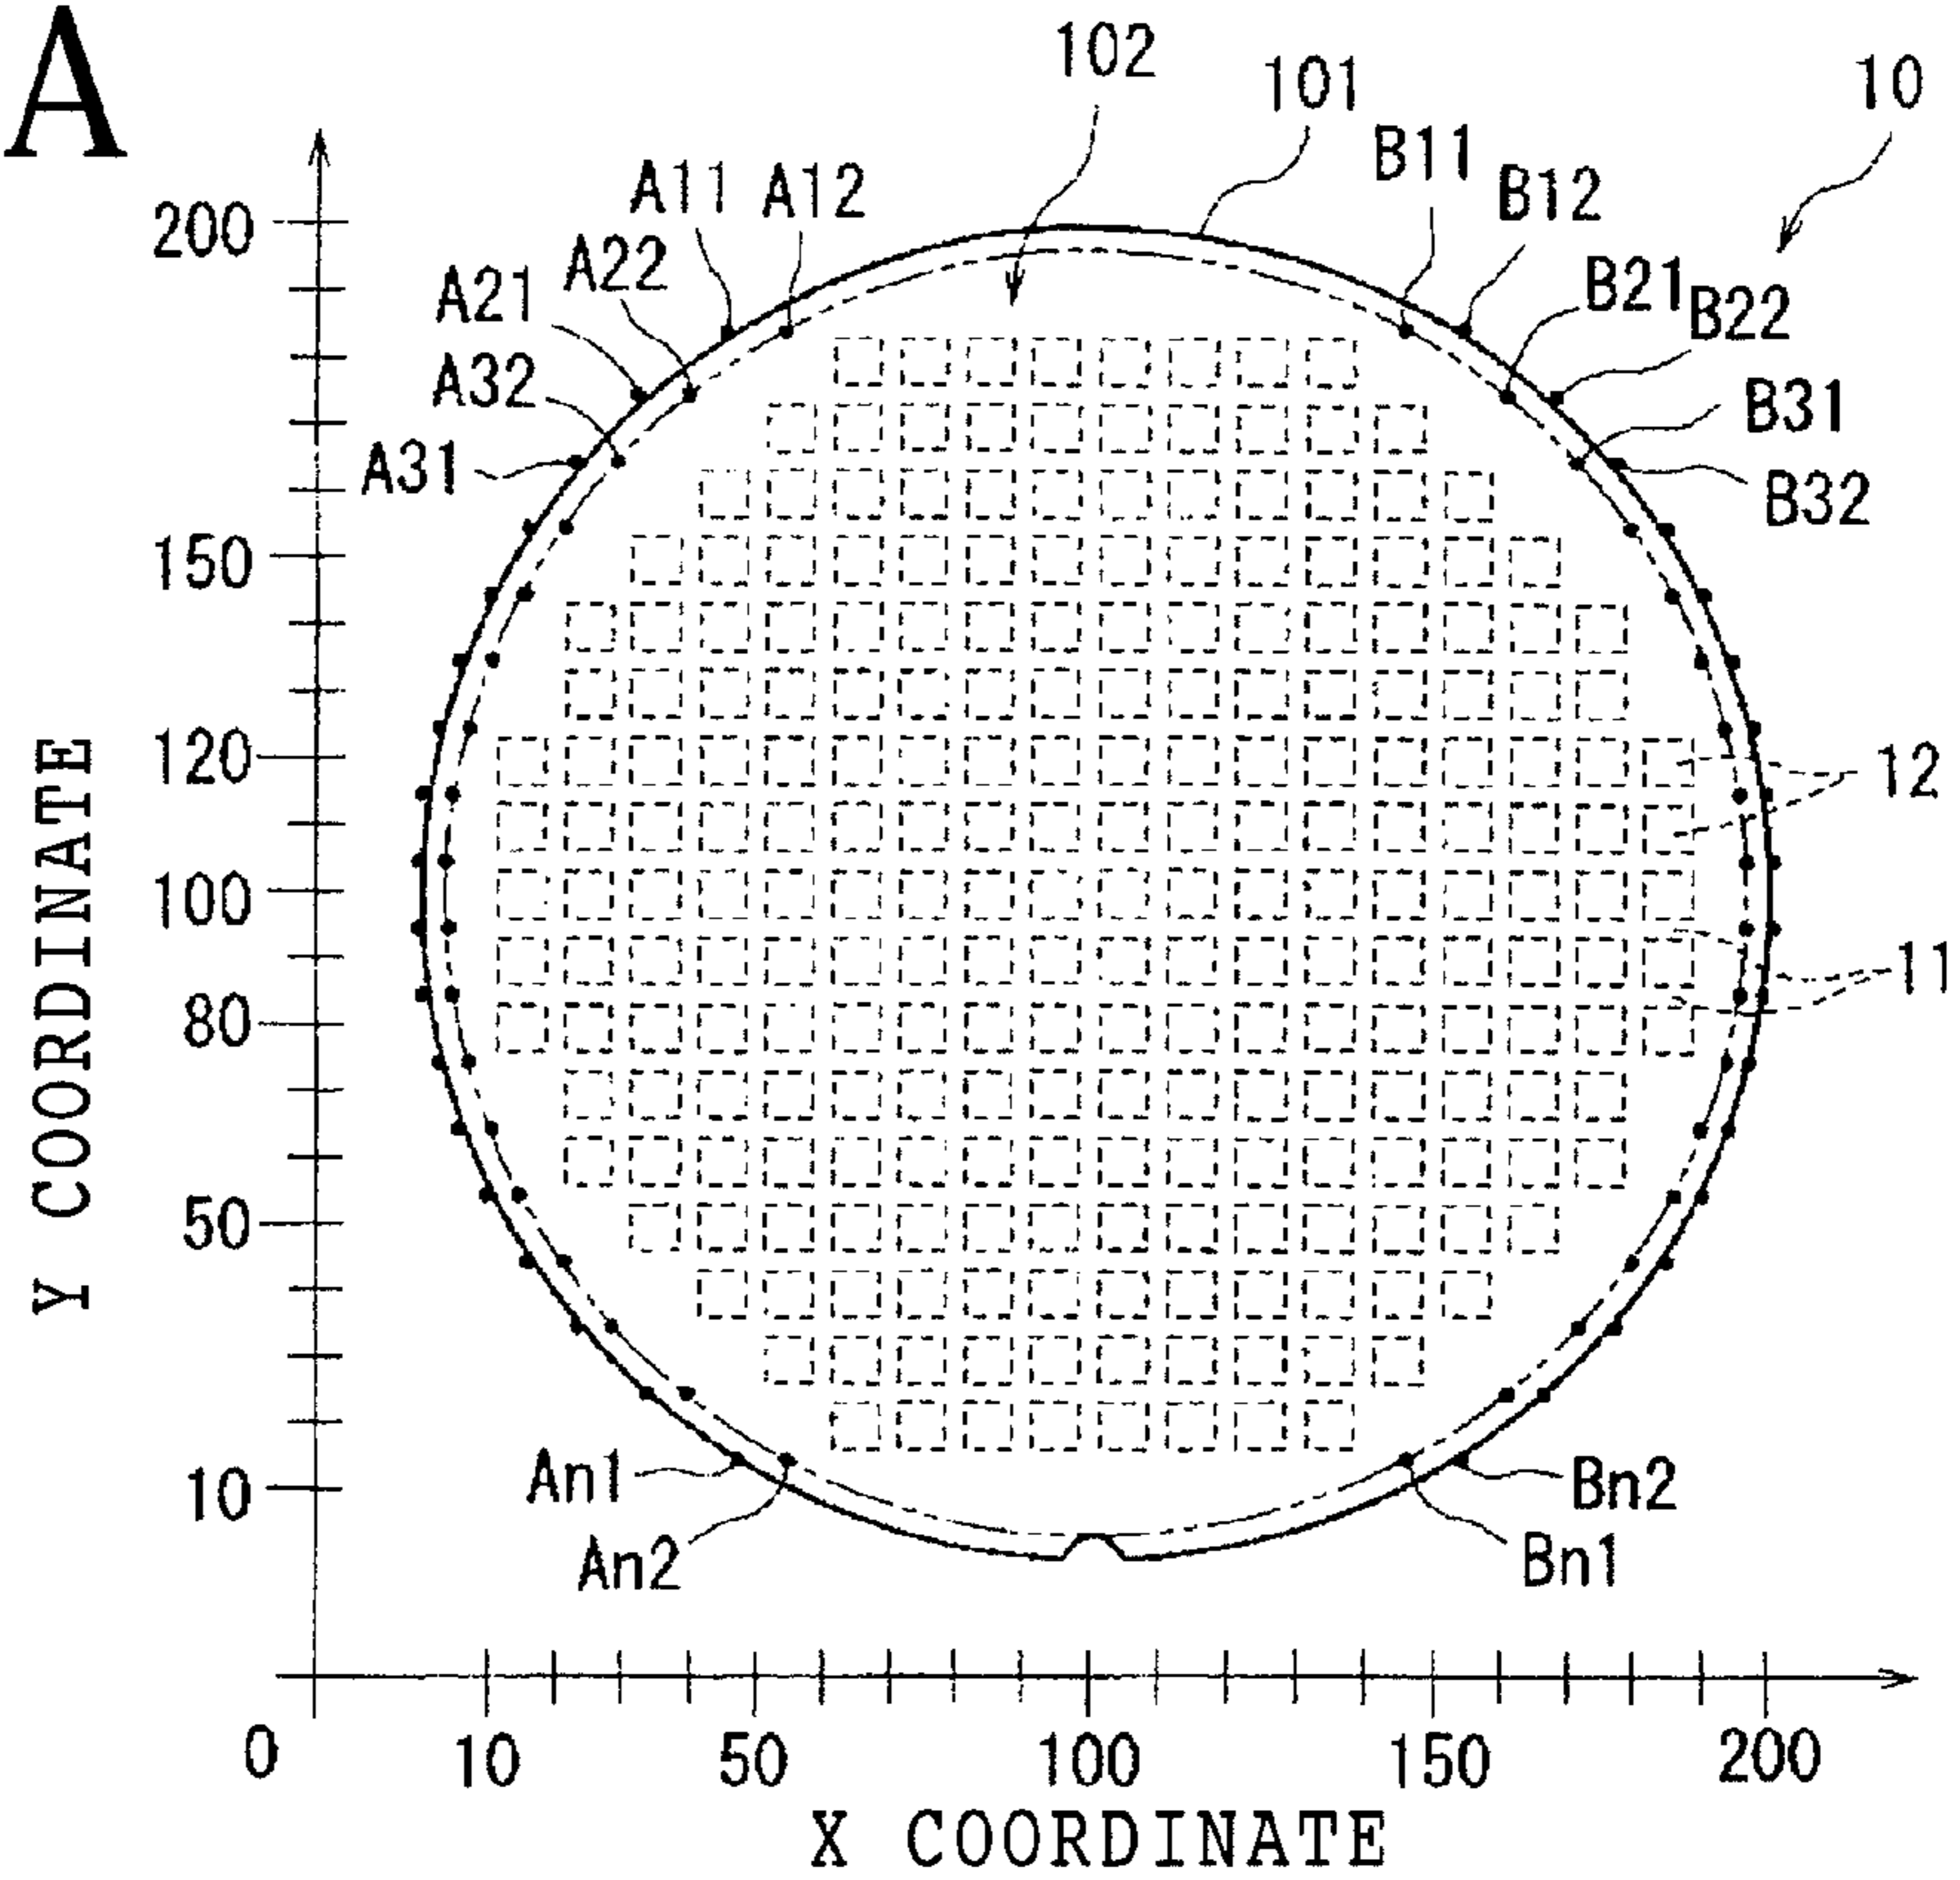 A
102
101
10
B11
B12
A11 A12
200
A22
B21
B22
A21
A32
B31
A31
B32
150
120
12
100
11
80
50
An1
Bn2
10
An2
Bn1
0 10 50 100 150 200
X COORDINATE
Y COORDINATE